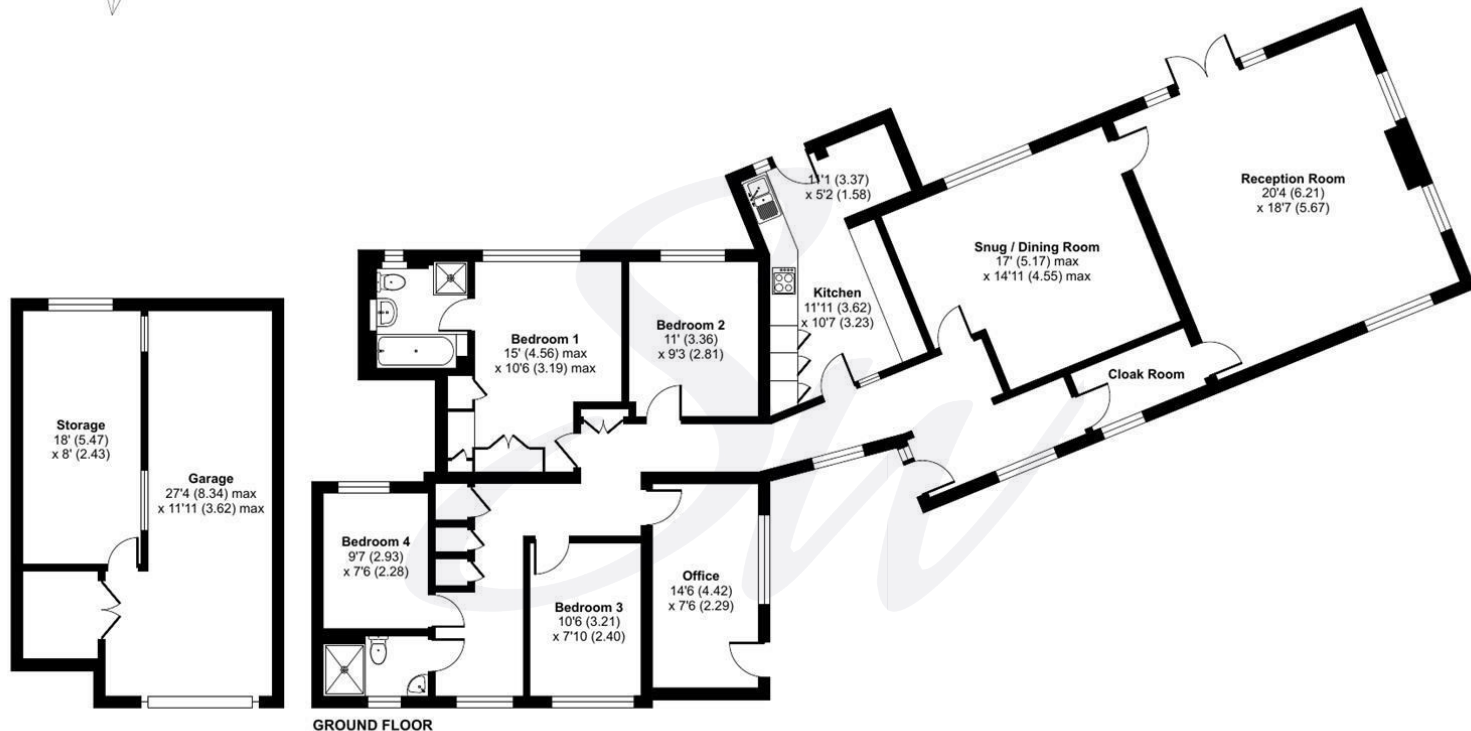 Reception Room
20'4 (6.21)
x 18'7 (5.67)
11'1 (3.37)
x 5'2 (1.58)
Snug / Dining Room
17' (5.17) max
x 14'11 (4.55) max
Kitchen
11'11 (3.62)
x 10'7 (3.23)
Bedroom 1
15' (4.56) max
x 10'6 (3.19) max
Bedroom 2
11' (3.36)
x 9'3 (2.81)
Cloak Room
Storage
18' (5.47)
x 8' (2.43)
Garage
27'4 (8.34) max
x 11'11 (3.62) max
Bedroom 4
9'7 (2.93)
x 7'6 (2.28)
Office
14'6 (4.42)
x 7'6 (2.29)
Bedroom 3
10'6 (3.21)
x 7'10 (2.40)
GROUND FLOOR
Sw